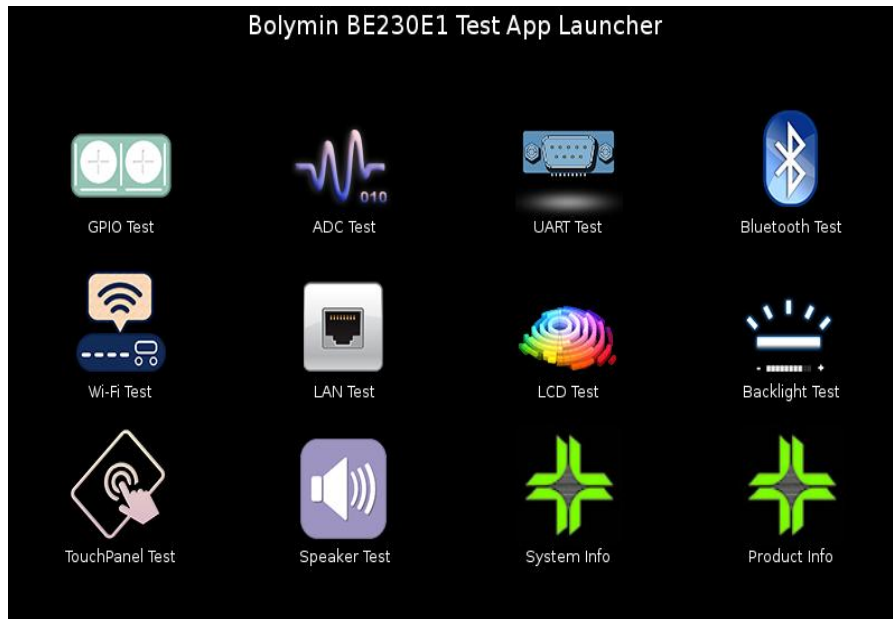 Bolymin BE230E1 Test App Launcher
010
GPIO Test
ADC Test
UART Test
Bluetooth Test
Wi-Fi Test
LAN Test
LCD Test
- +
Backlight Test
TouchPanel Test
Speaker Test
System Info
Product Info